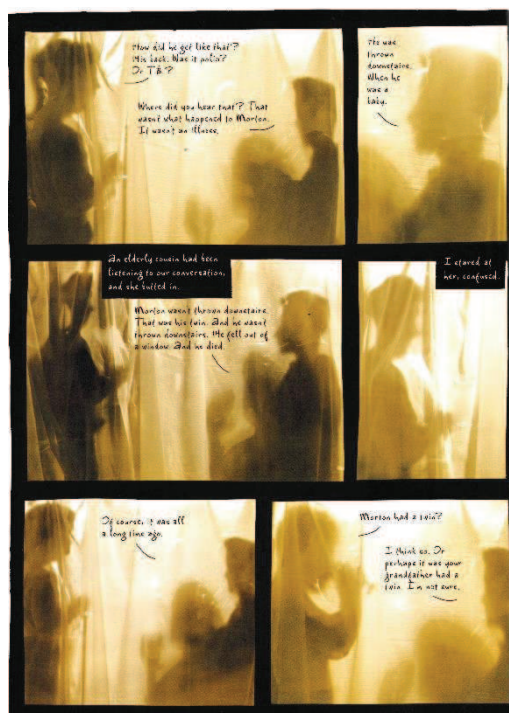 How did he get like that?
His back. Was it polio?
Or TB?
Where did you hear that? That
wasn't what happened to Morton.
It wasn't an illness.
He was
thrown
downstairs.
When he
was a
baby.
An elderly cousin had been
listening to our conversation,
and she butted in.
Morton wasn't thrown downstairs.
That was his twin. And he wasn't
thrown downstairs. He fell out of
a window. And he died.
I stared at
her, confused.
Of course, it was all
a long time ago.
Morton had a twin?
I think so. Or
perhaps it was your
grandfather had a
twin. I'm not sure.